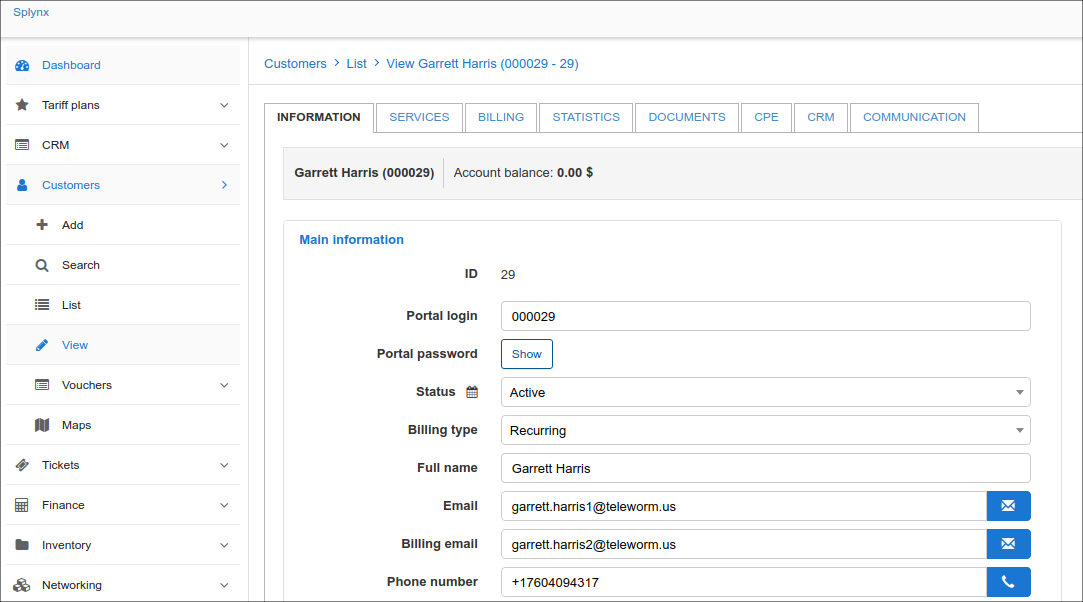 Splynx
Dashboard
Tariff plans
CRM
Customers
Add
Search
List
View
Vouchers
Maps
Tickets
Finance
Inventory
Networking
Customers > List > View Garrett Harris (000029 - 29)
INFORMATION SERVICES BILLING STATISTICS DOCUMENTS CPE CRM COMMUNICATION
Garrett Harris (000029) Account balance: 0.00 $
Main information
ID 29
Portal login 000029
Portal password Show
Status Active
Billing type Recurring
Full name Garrett Harris
Email garrett.harris1@teleworm.us
Billing email garrett.harris2@teleworm.us
Phone number +17604094317